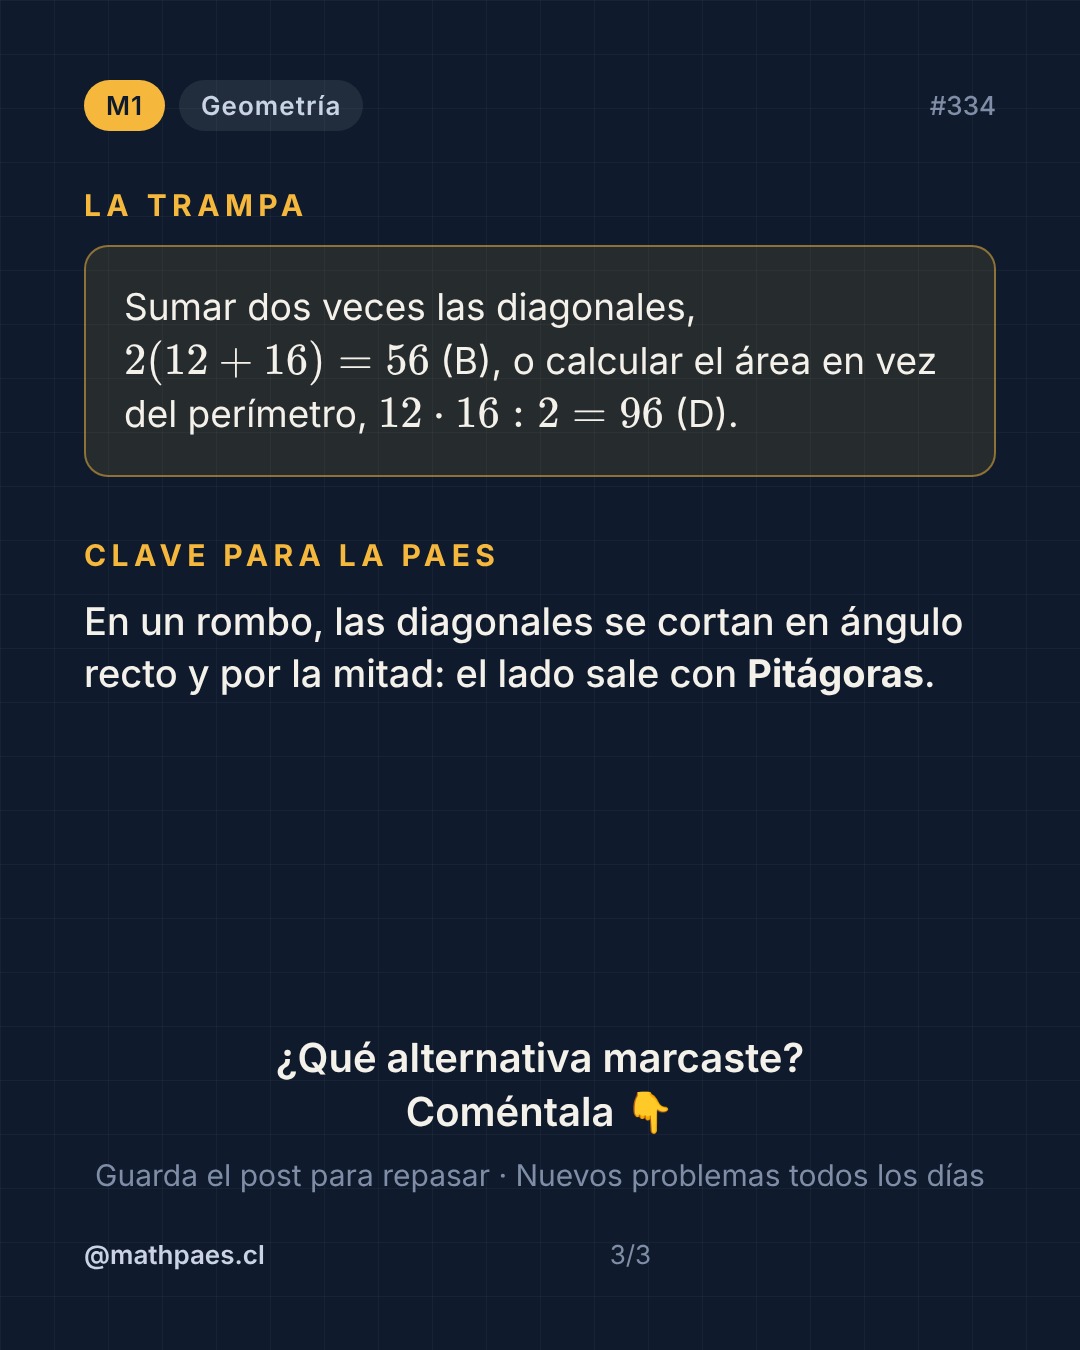 M1 Geometría #334
LA TRAMPA
Sumar dos veces las diagonales,
2(12 + 16) = 56 (B), o calcular el área en vez
del perímetro, 12 · 16 : 2 = 96 (D).
CLAVE PARA LA PAES
En un rombo, las diagonales se cortan en ángulo
recto y por la mitad: el lado sale con Pitágoras.
¿Qué alternativa marcaste?
Coméntala 👇
Guarda el post para repasar · Nuevos problemas todos los días
@mathpaes.cl 3/3